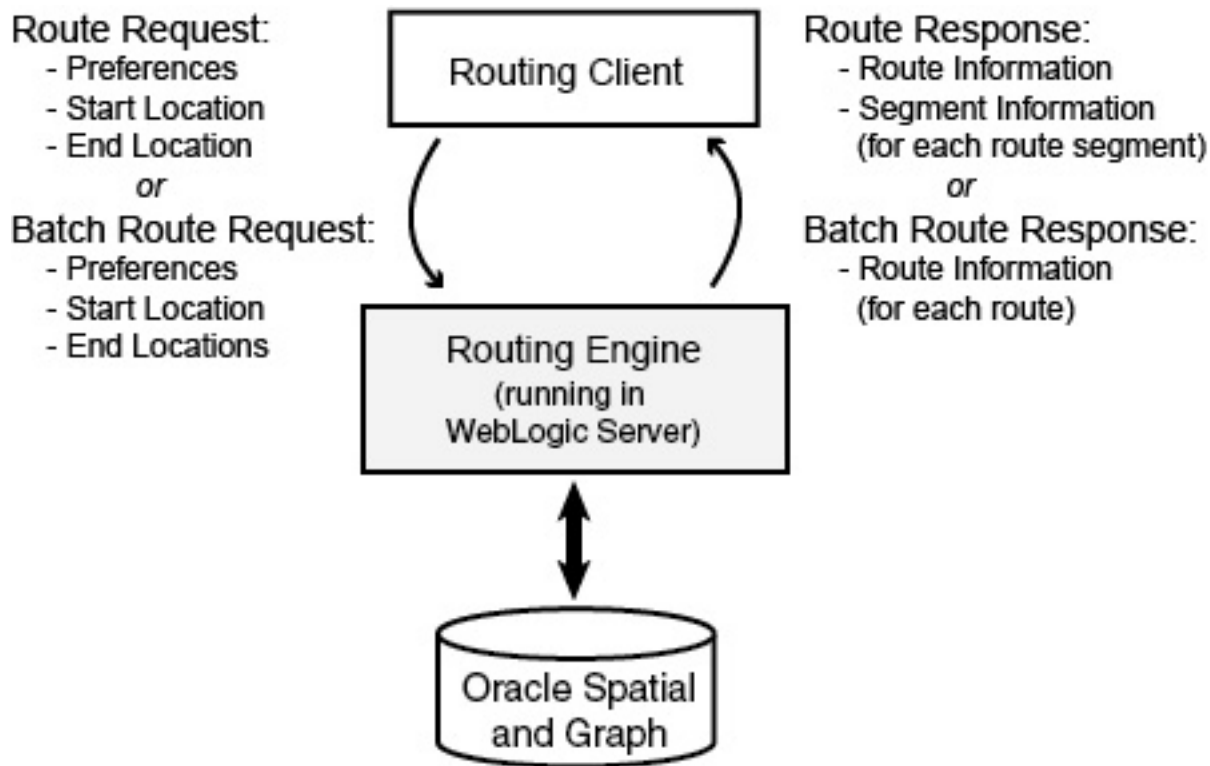 Route Request:
- Preferences
- Start Location
- End Location
or
Batch Route Request:
- Preferences
- Start Location
- End Locations
Routing Client
Route Response:
- Route Information
- Segment Information
(for each route segment)
or
Batch Route Response:
- Route Information
(for each route)
Routing Engine
(running in
WebLogic Server)
Oracle Spatial
and Graph